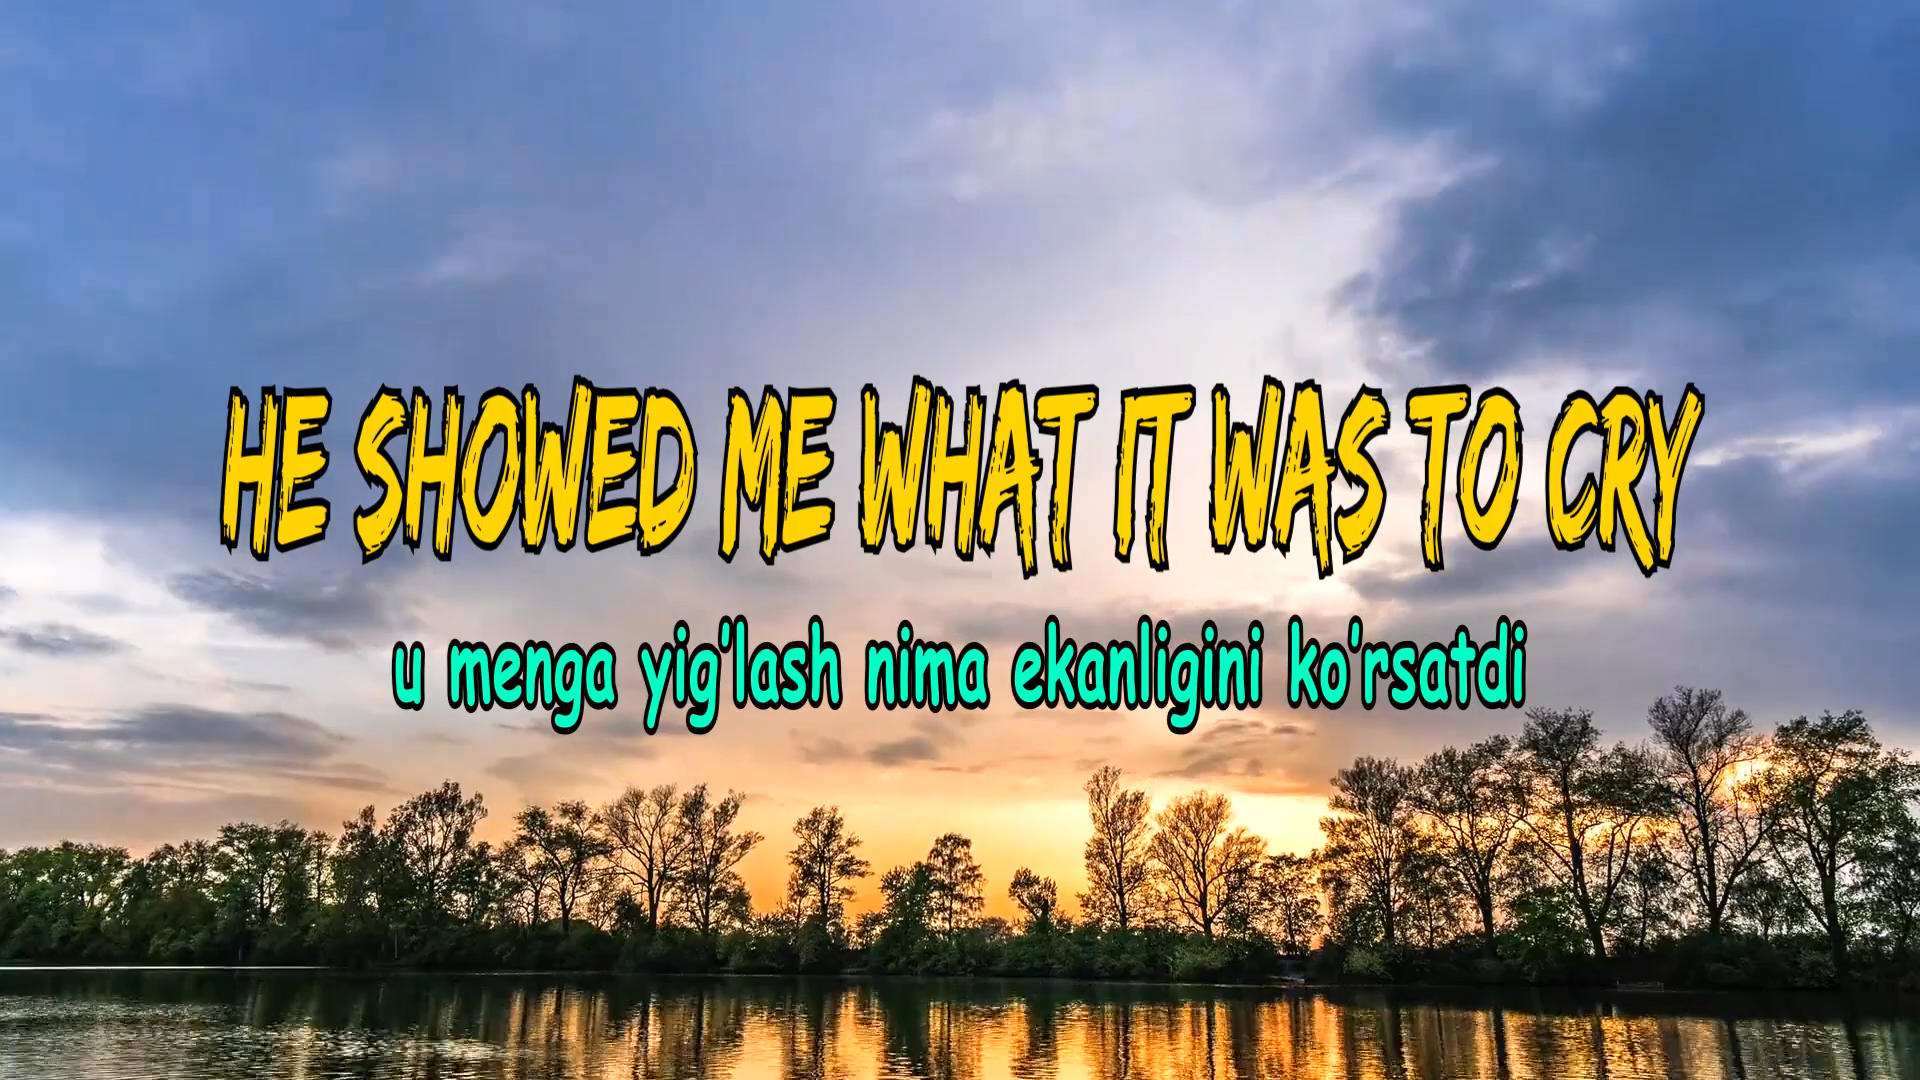 HE SHOWED ME WHAT IT WAS TO CRY
u menga yig'lash nima ekanligini ko'rsatdi